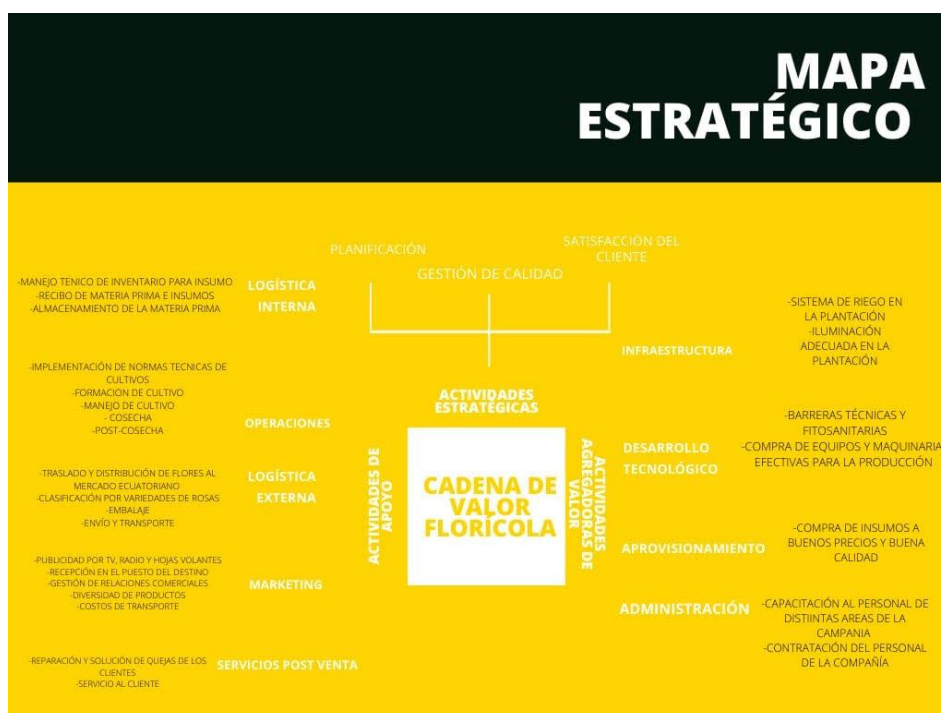 MAPA
ESTRATÉGICO
PLANIFICACIÓN
GESTIÓN DE CALIDAD
SATISFACCIÓN DEL
CLIENTE
ACTIVIDADES
ESTRATÉGICAS
-MANEJO TENICO DE INVENTARIO PARA INSUMO
-RECIBO DE MATERIA PRIMA E INSUMOS
-ALMACENAMIENTO DE LA MATERIA PRIMA
LOGÍSTICA
INTERNA
-IMPLEMENTACIÓN DE NORMAS TECNICAS DE
CULTIVOS
-FORMACION DE CULTIVO
-MANEJO DE CULTIVO
- COSECHA
-POST-COSECHA
OPERACIONES
-TRASLADO Y DISTRIBUCIÓN DE FLORES AL
MERCADO ECUATORIANO
-CLASIFICACIÓN POR VARIEDADES DE ROSAS
-EMBALAJE
-ENVÍO Y TRANSPORTE
LOGÍSTICA
EXTERNA
-PUBLICIDAD POR TV, RADIO Y HOJAS VOLANTES
-RECEPCIÓN EN EL PUESTO DEL DESTINO
-GESTIÓN DE RELACIONES COMERCIALES
-DIVERSIDAD DE PRODUCTOS
-COSTOS DE TRANSPORTE
MARKETING
-REPARACIÓN Y SOLUCIÓN DE QUEJAS DE LOS
CLIENTES
-SERVICIO AL CLIENTE
SERVICIOS POST VENTA
ACTIVIDADES DE
APOYO
CADENA DE
VALOR
FLORÍCOLA
ACTIVIDADES
AGREGADORAS DE
VALOR
INFRAESTRUCTURA
-SISTEMA DE RIEGO EN
LA PLANTACIÓN
-ILUMINACIÓN
ADECUADA EN LA
PLANTACIÓN
DESARROLLO
TECNOLÓGICO
-BARRERAS TÉCNICAS Y
FITOSANITARIAS
-COMPRA DE EQUIPOS Y MAQUINARIA
EFECTIVAS PARA LA PRODUCCIÓN
APROVISIONAMIENTO
-COMPRA DE INSUMOS A
BUENOS PRECIOS Y BUENA
CALIDAD
ADMINISTRACIÓN
-CAPACITACIÓN AL PERSONAL DE
DISTIINTAS AREAS DE LA
CAMPANIA
-CONTRATACIÓN DEL PERSONAL
DE LA COMPAÑÍA